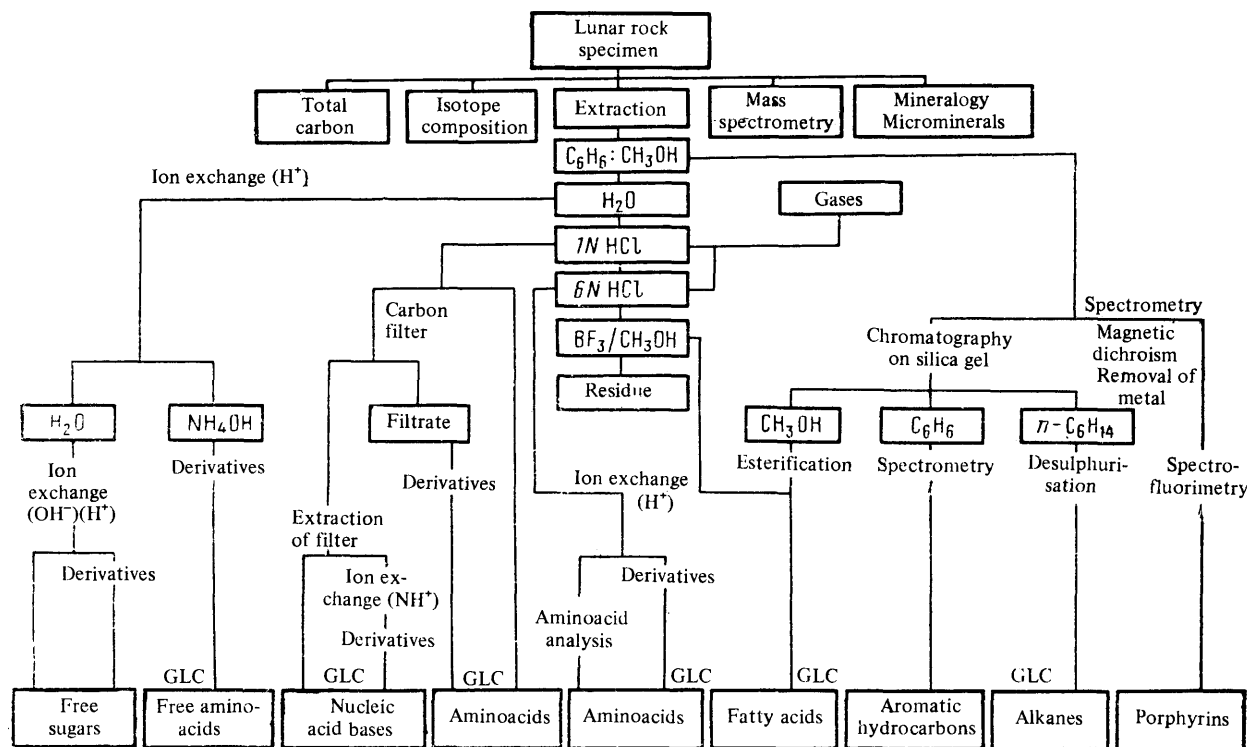 Lunar rock
specimen
Total
carbon
Isotope
composition
Extraction
Mass
spectrometry
Mineralogy
Microminerals
C₆H₆ : CH₃OH
Ion exchange (H⁺)
H₂O
Gases
1N HCl
6N HCl
Carbon
filter
BF₃/CH₃OH
Residue
Spectrometry
Chromatography
on silica gel
Magnetic
dichroism
Removal of
metal
H₂O
NH₄OH
Filtrate
CH₃OH
C₆H₆
n-C₆H₁₄
Ion
exchange
(OH⁻)(H⁺)
Derivatives
Derivatives
Ion exchange
(H⁺)
Esterification
Spectrometry
Desulphuri-
sation
Spectro-
fluorimetry
Extraction
of filter
Derivatives
Ion ex-
change (NH⁺)
Derivatives
Aminoacid
analysis
Derivatives
GLC
GLC
GLC
GLC
GLC
GLC
Free
sugars
Free amino-
acids
Nucleic
acid bases
Aminoacids
Aminoacids
Fatty acids
Aromatic
hydrocarbons
Alkanes
Porphyrins